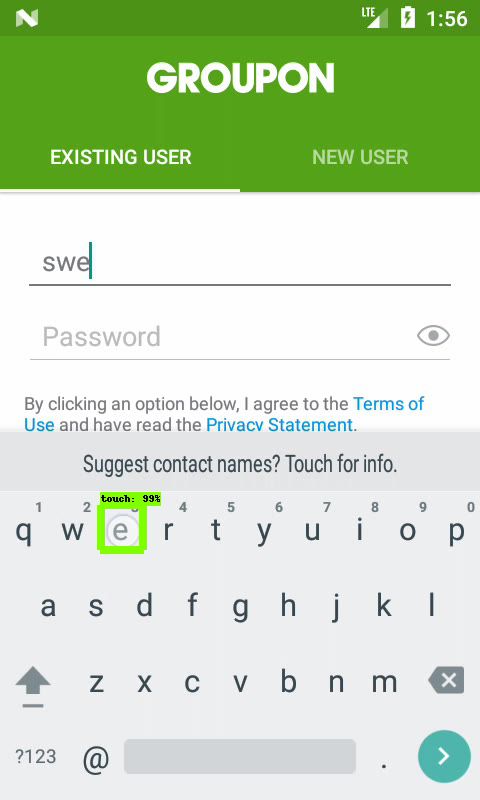 LTE 1:56
GROUPON
EXISTING USER NEW USER
swe
Password
By clicking an option below, I agree to the Terms of
Use and have read the Privacy Statement.
Suggest contact names? Touch for info.
touch: 99%
1 2 3 4 5 6 7 8 9 0
q w e r t y u i o p
a s d f g h j k l
z x c v b n m
?123 @ .